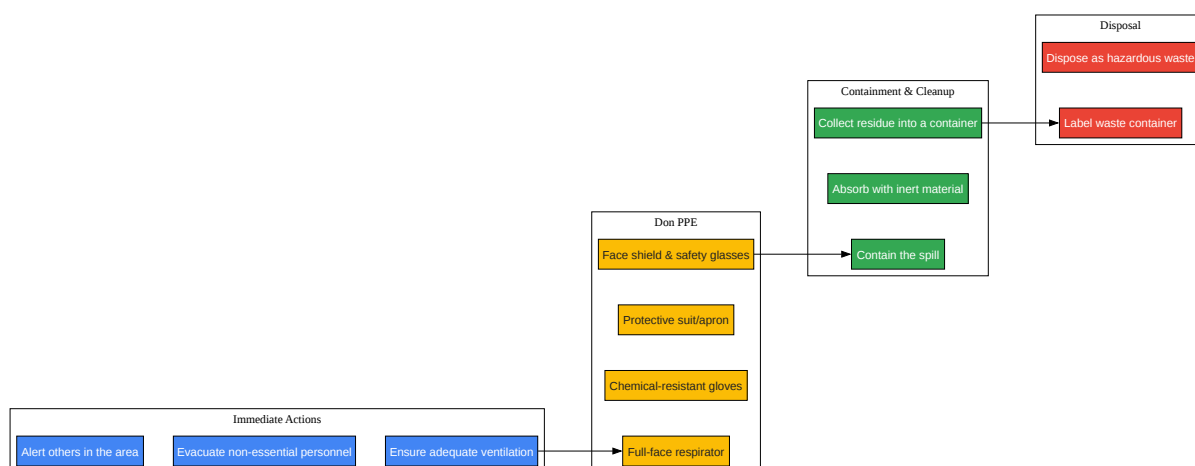 Disposal
Dispose as hazardous waste
Label waste container
Containment & Cleanup
Collect residue into a container
Absorb with inert material
Contain the spill
Don PPE
Face shield & safety glasses
Protective suit/apron
Chemical-resistant gloves
Full-face respirator
Immediate Actions
Alert others in the area
Evacuate non-essential personnel
Ensure adequate ventilation